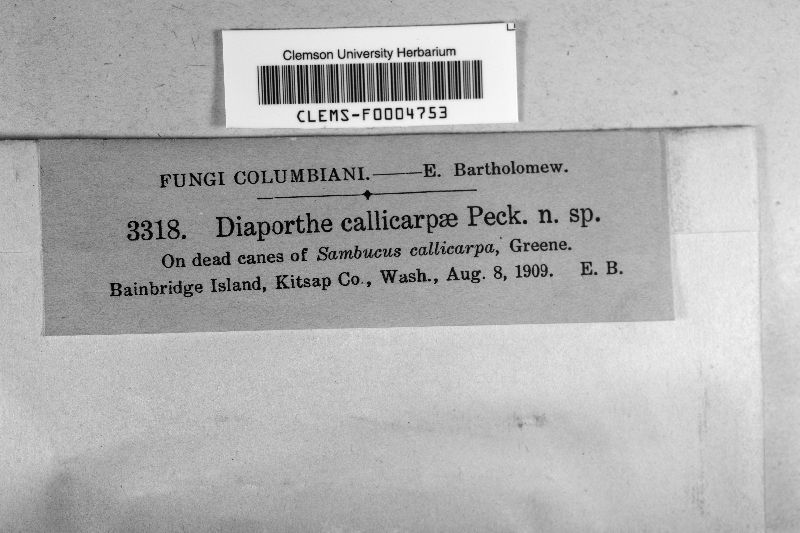 Clemson University Herbarium
CLEMS-F0004753
FUNGI COLUMBIANI.——E. Bartholomew.
3318. Diaporthe callicarpæ Peck. n. sp.
On dead canes of Sambucus callicarpa, Greene.
Bainbridge Island, Kitsap Co., Wash., Aug. 8, 1909. E. B.